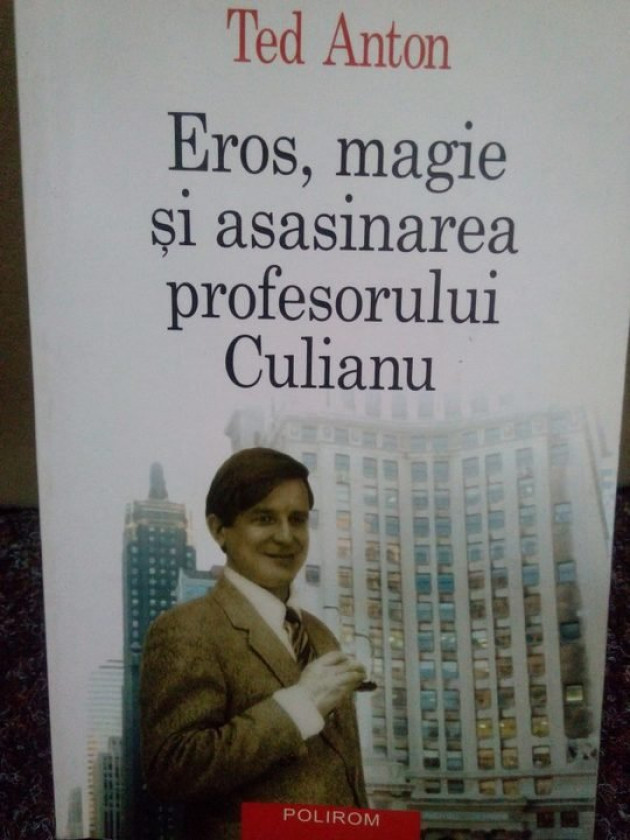 Ted Anton
Eros, magie
și asasinarea
profesorului
Culianu
POLIROM